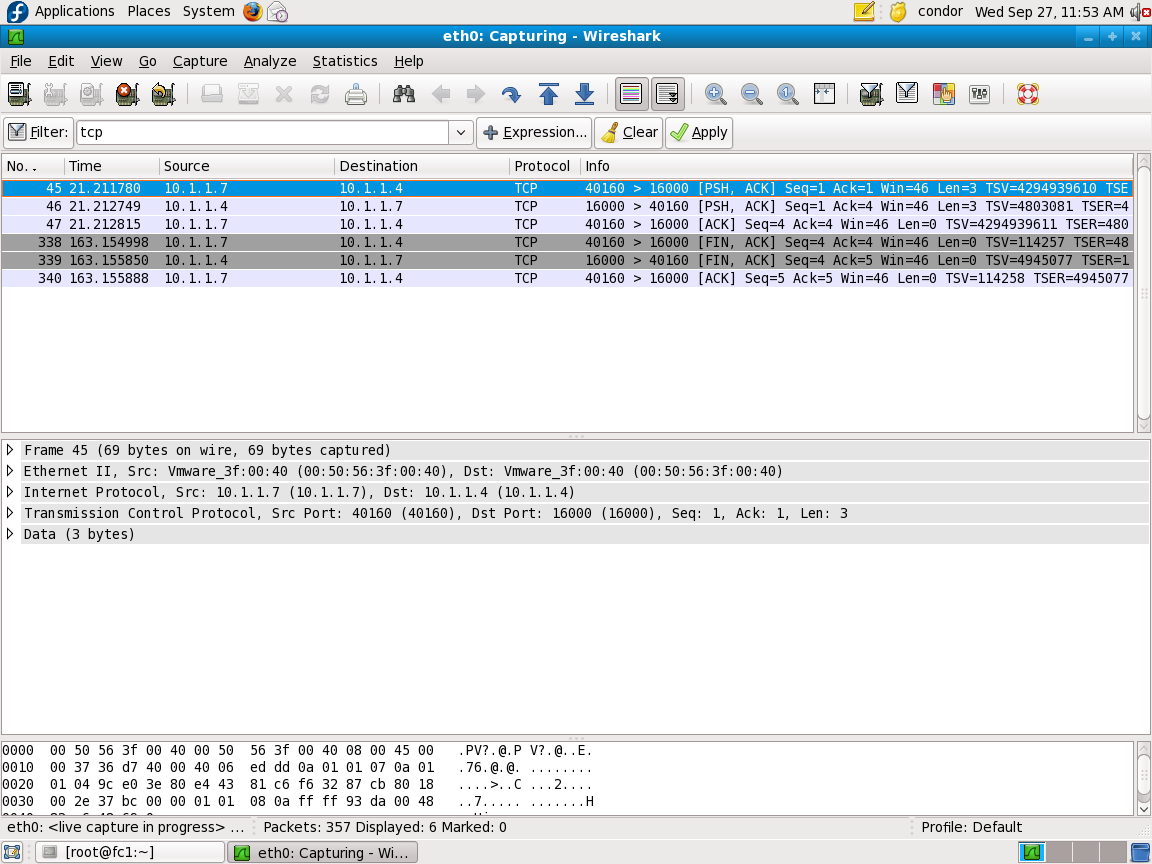 Applications Places System condor Wed Sep 27, 11:53 AM
eth0: Capturing - Wireshark
File Edit View Go Capture Analyze Statistics Help
Filter: tcp Expression... Clear Apply
No. . Time Source Destination Protocol Info
45 21.211780 10.1.1.7 10.1.1.4 TCP 40160 > 16000 [PSH, ACK] Seq=1 Ack=1 Win=46 Len=3 TSV=4294939610 TSE
46 21.212749 10.1.1.4 10.1.1.7 TCP 16000 > 40160 [PSH, ACK] Seq=1 Ack=4 Win=46 Len=3 TSV=4803081 TSER=4
47 21.212815 10.1.1.7 10.1.1.4 TCP 40160 > 16000 [ACK] Seq=4 Ack=4 Win=46 Len=0 TSV=4294939611 TSER=480
338 163.154998 10.1.1.7 10.1.1.4 TCP 40160 > 16000 [FIN, ACK] Seq=4 Ack=4 Win=46 Len=0 TSV=114257 TSER=48
339 163.155850 10.1.1.4 10.1.1.7 TCP 16000 > 40160 [FIN, ACK] Seq=4 Ack=5 Win=46 Len=0 TSV=4945077 TSER=1
340 163.155888 10.1.1.7 10.1.1.4 TCP 40160 > 16000 [ACK] Seq=5 Ack=5 Win=46 Len=0 TSV=114258 TSER=4945077
Frame 45 (69 bytes on wire, 69 bytes captured)
Ethernet II, Src: Vmware_3f:00:40 (00:50:56:3f:00:40), Dst: Vmware_3f:00:40 (00:50:56:3f:00:40)
Internet Protocol, Src: 10.1.1.7 (10.1.1.7), Dst: 10.1.1.4 (10.1.1.4)
Transmission Control Protocol, Src Port: 40160 (40160), Dst Port: 16000 (16000), Seq: 1, Ack: 1, Len: 3
Data (3 bytes)
0000 00 50 56 3f 00 40 00 50 56 3f 00 40 08 00 45 00 .PV?.@.P V?.@..E.
0010 00 37 36 d7 40 00 40 06 ed dd 0a 01 01 07 0a 01 .76.@.@. ........
0020 01 04 9c e0 3e 80 e4 43 81 c6 f6 32 87 cb 80 18 ....>..C ...2....
0030 00 2e 37 bc 00 00 01 01 08 0a ff ff 93 da 00 48 ..7..... .......H
eth0: <live capture in progress> ... Packets: 357 Displayed: 6 Marked: 0 Profile: Default
[root@fc1:~] eth0: Capturing - Wi...